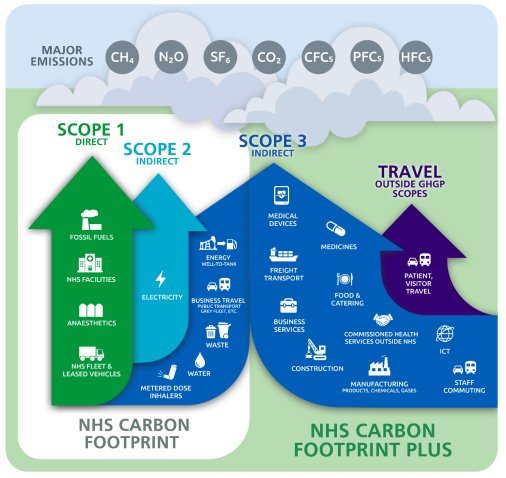 MAJOR
EMISSIONS
CH4
N2O
SF6
CO2
CFCs
PFCs
HFCs
SCOPE 1
DIRECT
FOSSIL FUELS
NHS FACILITIES
ANAESTHETICS
NHS FLEET &
LEASED VEHICLES
SCOPE 2
INDIRECT
ELECTRICITY
SCOPE 3
INDIRECT
ENERGY
WELL-TO-TANK
BUSINESS TRAVEL
PUBLIC TRANSPORT
GREY FLEET, ETC.
WASTE
WATER
METERED DOSE
INHALERS
MEDICAL
DEVICES
MEDICINES
FREIGHT
TRANSPORT
FOOD &
CATERING
BUSINESS
SERVICES
COMMISSIONED HEALTH
SERVICES OUTSIDE NHS
CONSTRUCTION
MANUFACTURING
PRODUCTS, CHEMICALS, GASES
ICT
STAFF
COMMUTING
TRAVEL
OUTSIDE GHGP
SCOPES
PATIENT,
VISITOR
TRAVEL
NHS CARBON
FOOTPRINT
NHS CARBON
FOOTPRINT PLUS